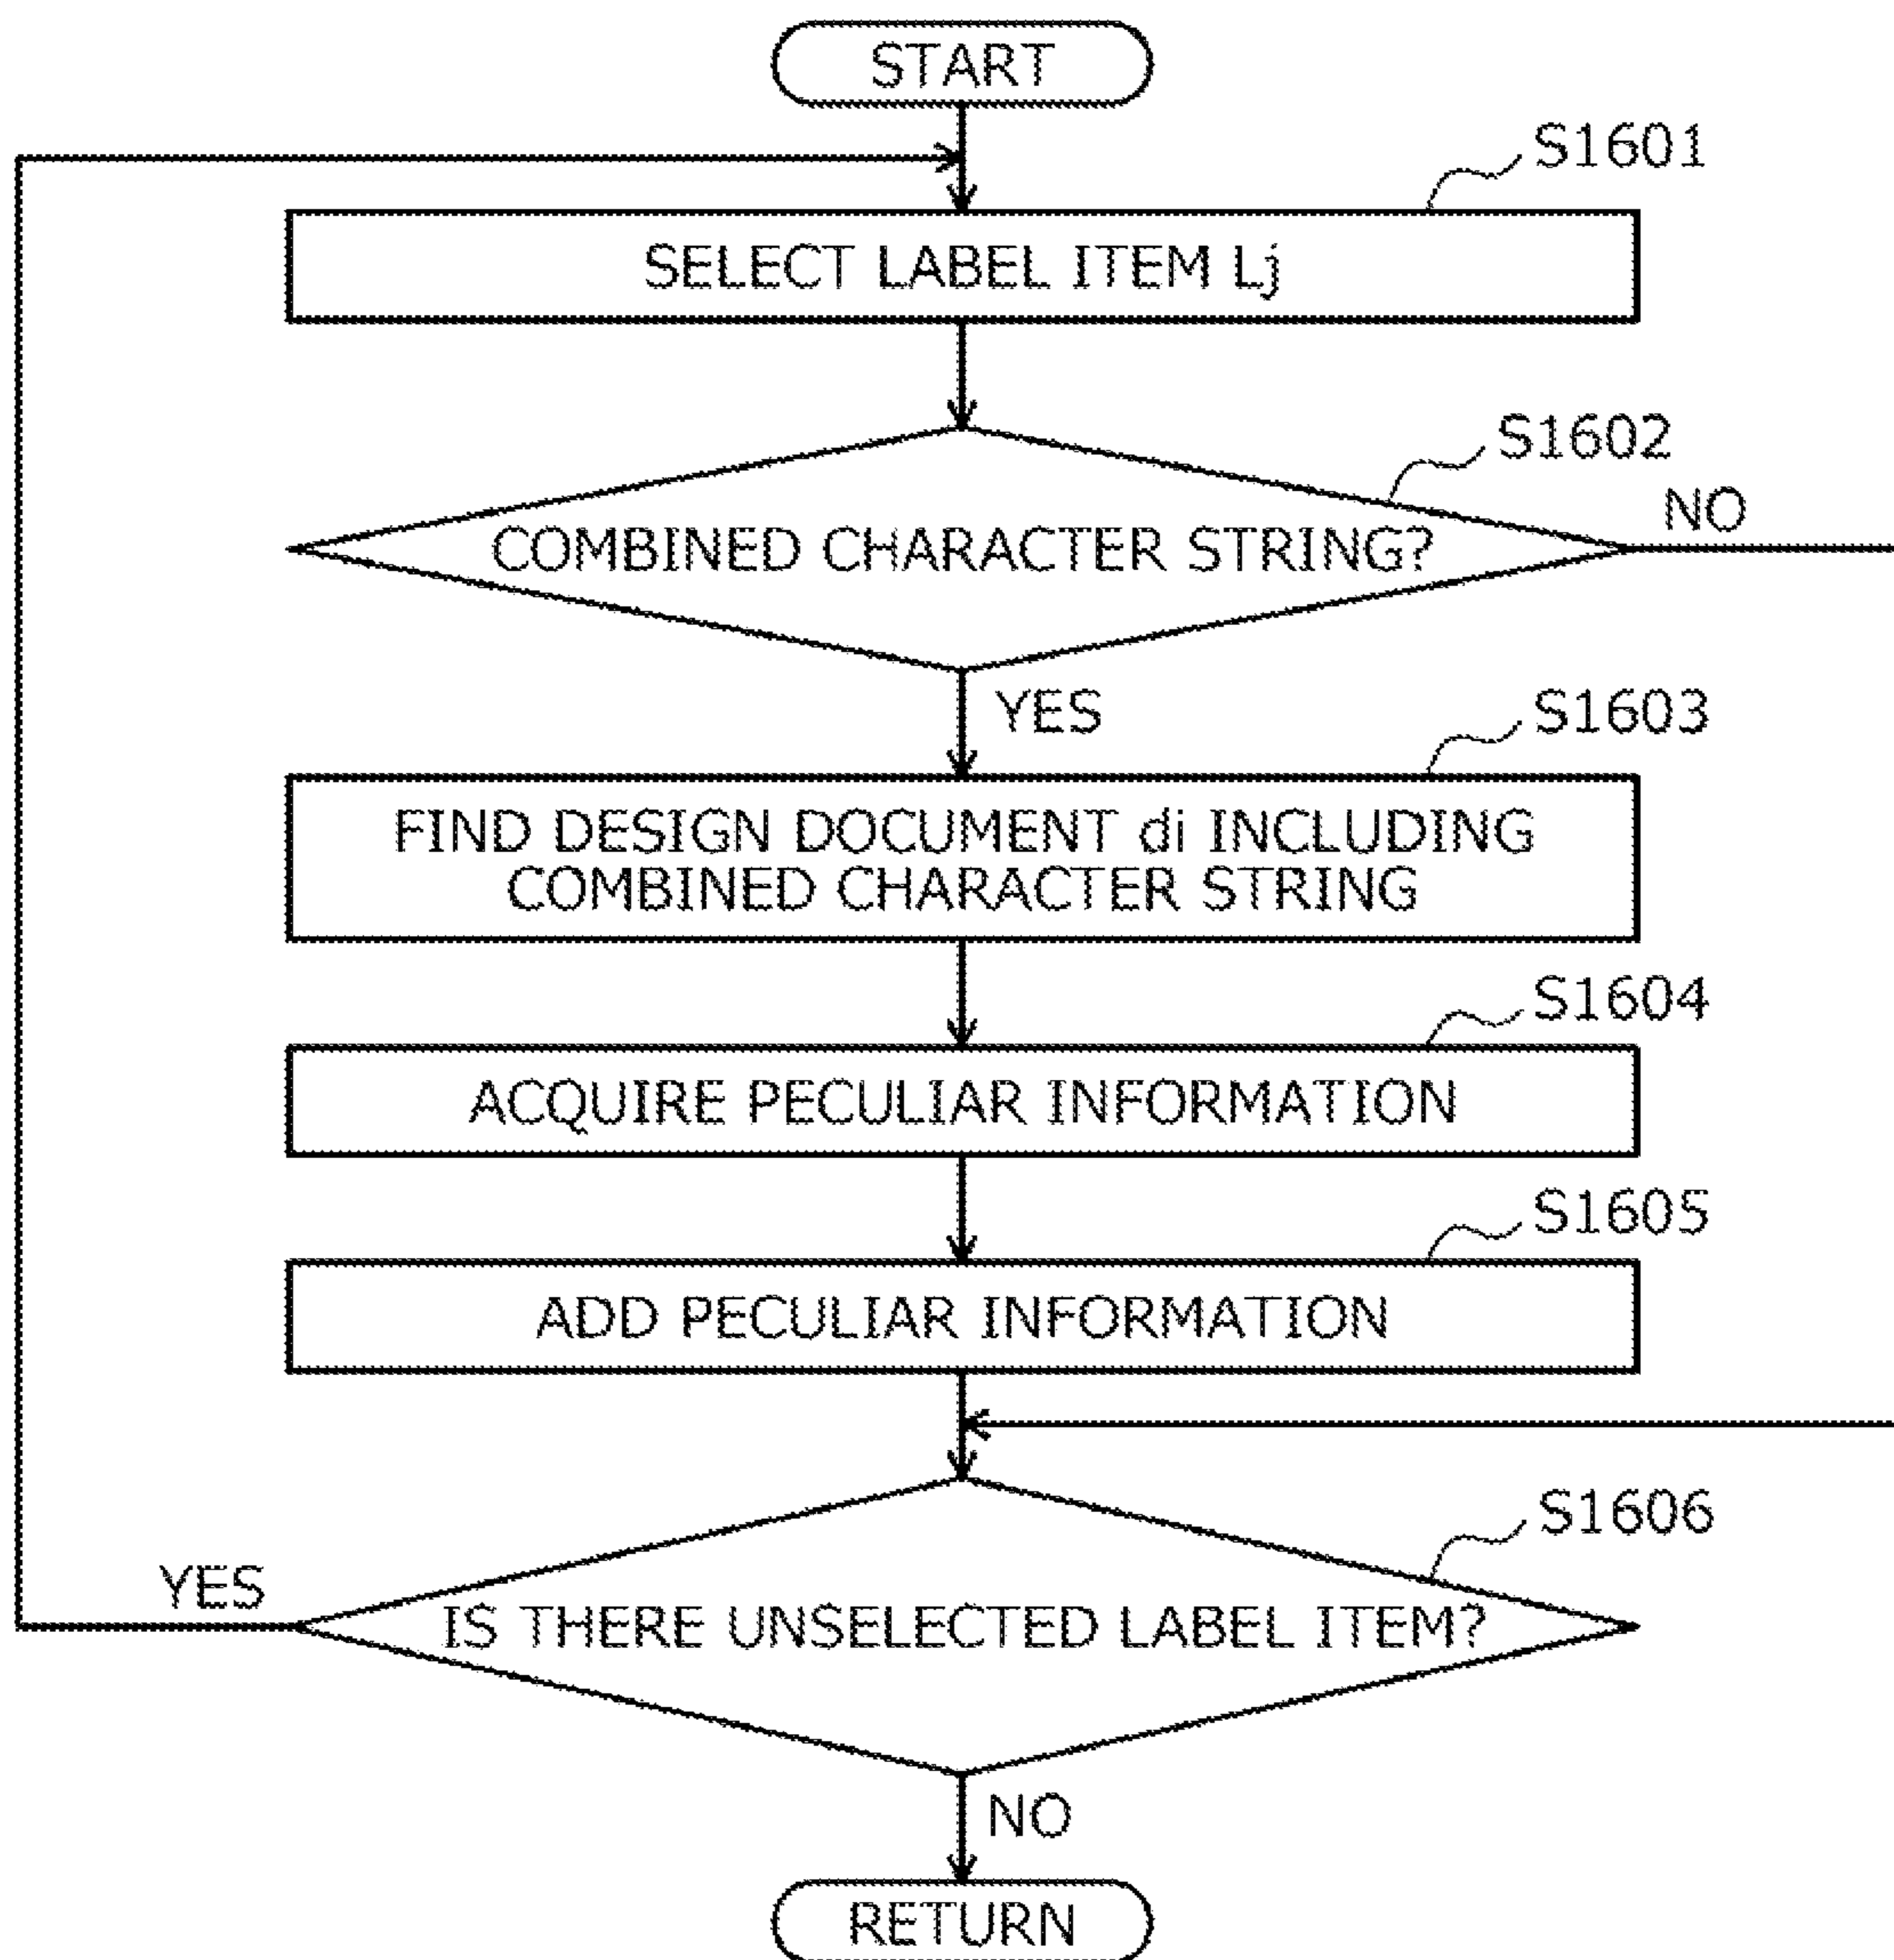 START
S1601
SELECT LABEL ITEM Lj
S1602
COMBINED CHARACTER STRING?
NO
YES
S1603
FIND DESIGN DOCUMENT di INCLUDING
COMBINED CHARACTER STRING
S1604
ACQUIRE PECULIAR INFORMATION
S1605
ADD PECULIAR INFORMATION
S1606
YES
IS THERE UNSELECTED LABEL ITEM?
NO
RETURN